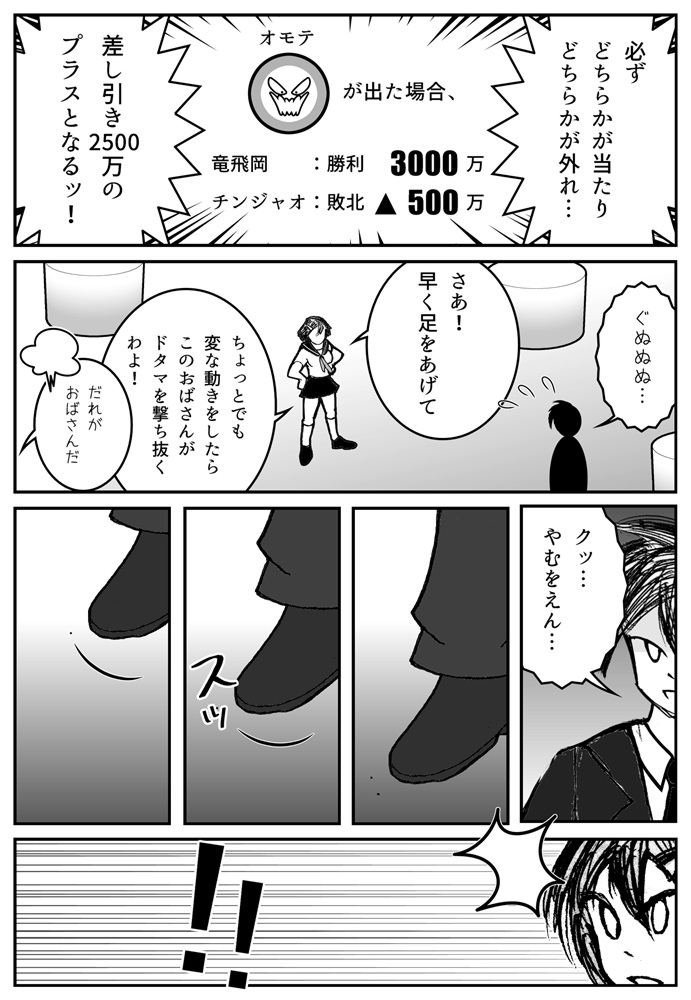 必ず
どちらかが当たり
どちらかが外れ…
オモテ
が出た場合、
竜飛岡　：勝利　3000万
チンジャオ：敗北　▲500万
差し引き
2500万の
プラスとなるッ！
ぐぬぬぬ…
さあ！
早く足をあげて
ちょっとでも
変な動きをしたら
このおばさんが
ドタマを撃ち抜く
わよ！
だれが
おばさんだ
クッ…
やむをえん…
スッ
!!